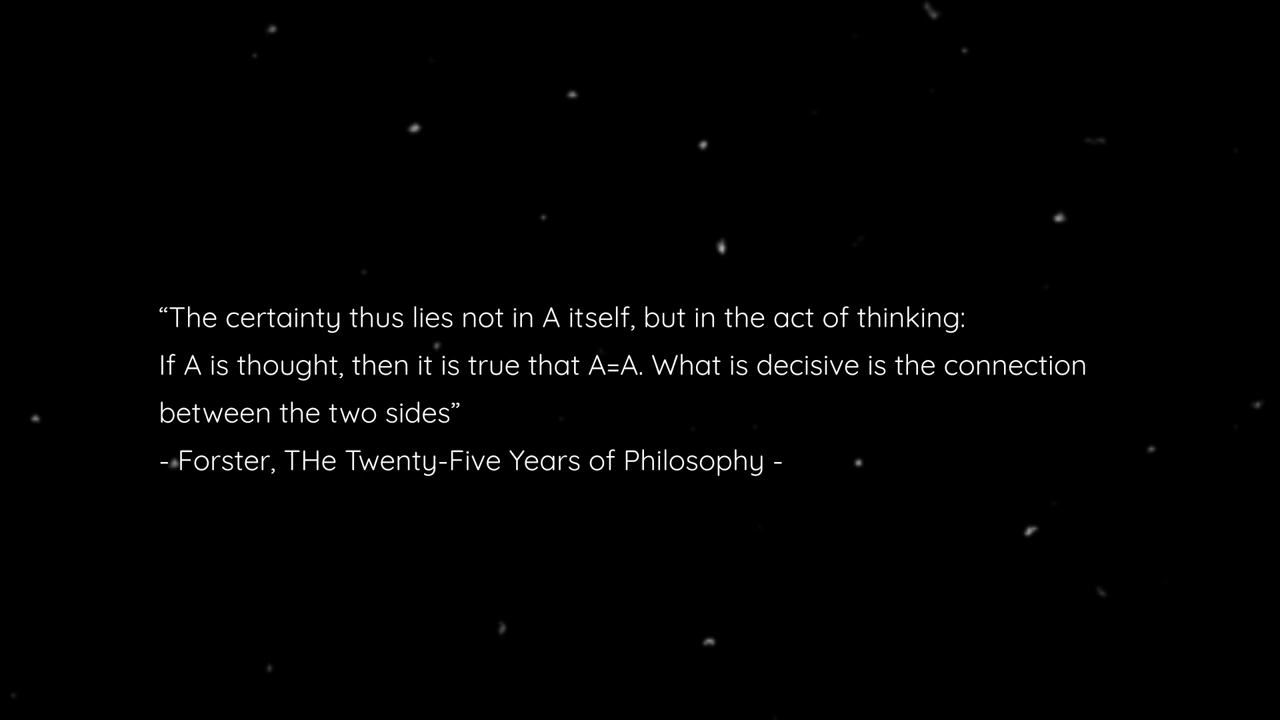 “The certainty thus lies not in A itself, but in the act of thinking:
If A is thought, then it is true that A=A. What is decisive is the connection
between the two sides”
- Forster, THe Twenty-Five Years of Philosophy -